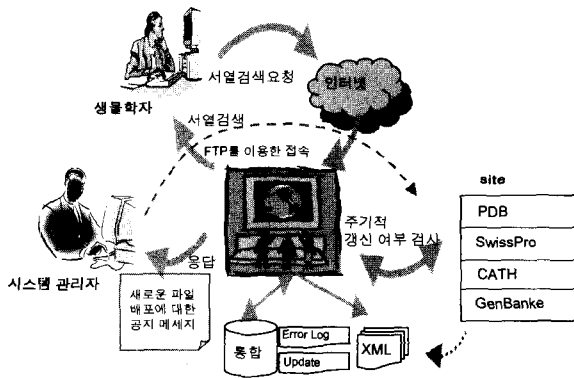 서열검색요청
인터넷
생물학자
서열검색
FTP를 이용한 접속
site
PDB
SwissPro
CATH
GenBanke
주기적
갱신 여부 검사
응답
시스템 관리자
새로운 파일
배포에 대한
공지 메세지
통합
Error Log
Update
XML